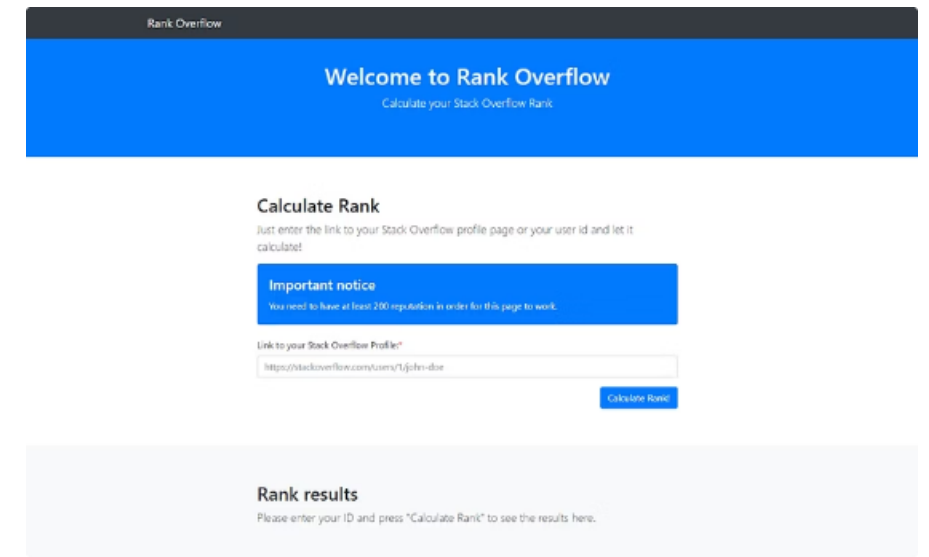 Rank Overflow
Welcome to Rank Overflow
Calculate your Stack Overflow Rank
Calculate Rank
Just enter the link to your Stack Overflow profile page or your user id and let it
calculate!
Important notice
You need to have at least 200 reputation in order for this page to work.
Link to your Stack Overflow Profile:*
https://stackoverflow.com/users/1/john-doe
Calculate Rank!
Rank results
Please enter your ID and press "Calculate Rank" to see the results here.